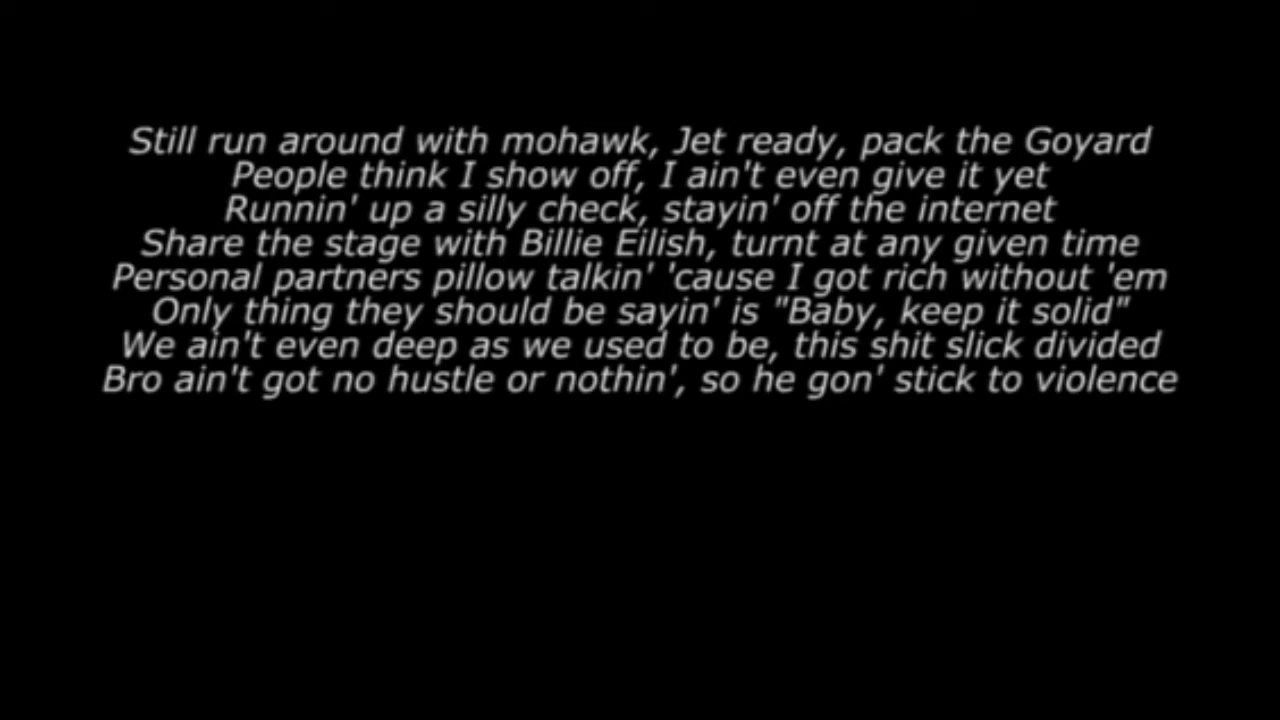 Still run around with mohawk, Jet ready, pack the Goyard
People think I show off, I ain't even give it yet
Runnin' up a silly check, stayin' off the internet
Share the stage with Billie Eilish, turnt at any given time
Personal partners pillow talkin' 'cause I got rich without 'em
Only thing they should be sayin' is "Baby, keep it solid"
We ain't even deep as we used to be, this shit slick divided
Bro ain't got no hustle or nothin', so he gon' stick to violence